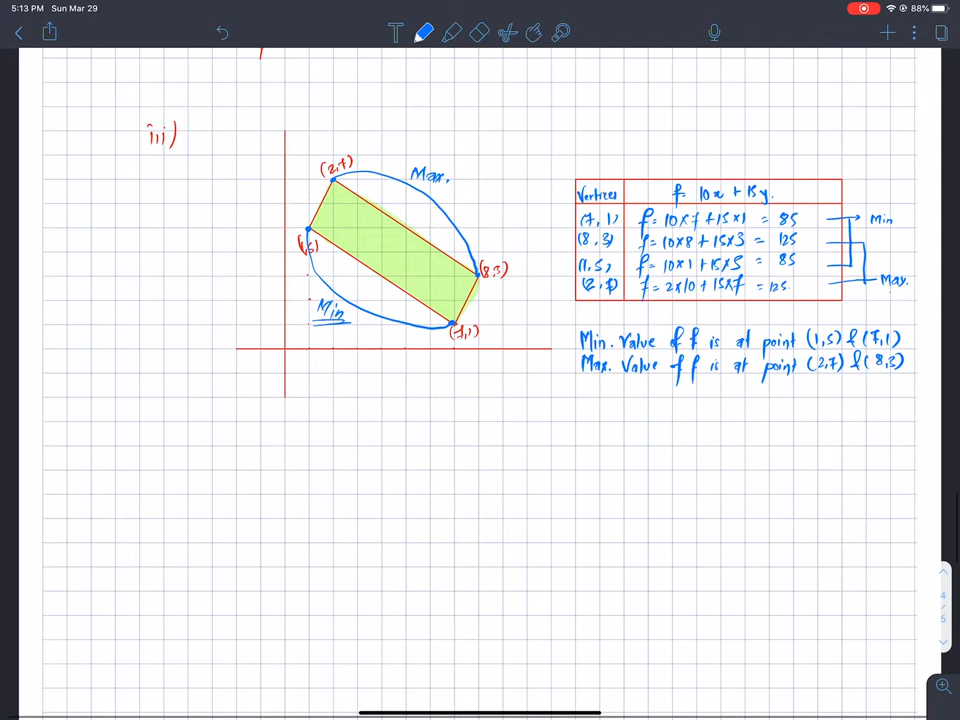 5:13 PM Sun Mar 29
88%
T
iii)
(2,7)
Max.
(1,5)
(8,3)
Min
(7,1)
Vertices f= 10x + 15y.
(7, 1) f= 10×7+15×1 = 85 Min
(8, 3) f= 10×8+15×3 = 125
(1, 5, f= 10×1+15×5 = 85
(2, 7) f= 2×10+15×7 = 125. Max.
Min. Value of f is at point (1,5) & (7,1)
Max. Value of f is at point (2,7) & (8,3)
4
/
5